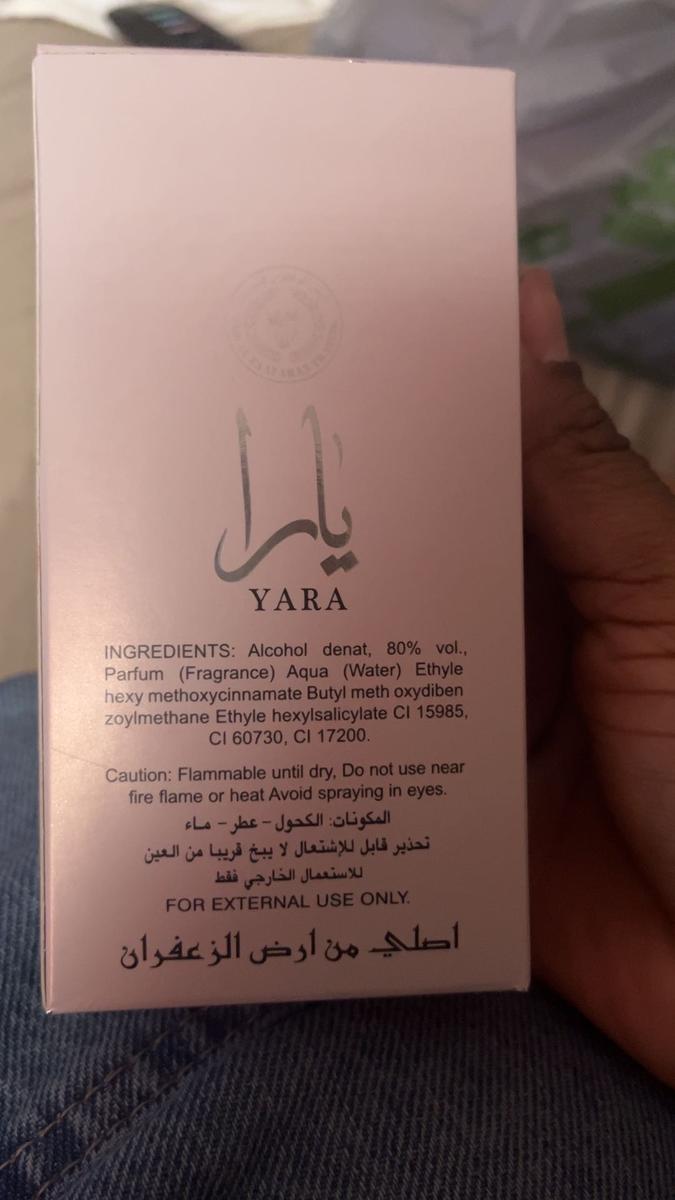 يارا
YARA
INGREDIENTS: Alcohol denat, 80% vol.,
Parfum (Fragrance) Aqua (Water) Ethyle
hexy methoxycinnamate Butyl meth oxydiben
zoylmethane Ethyle hexylsalicylate CI 15985,
CI 60730, CI 17200.
Caution: Flammable until dry, Do not use near
fire flame or heat Avoid spraying in eyes.
المكونات: الكحول - عطر - ماء
تحذير قابل للإشتعال لا يبخ قريبا من العين
للاستعمال الخارجي فقط
FOR EXTERNAL USE ONLY.
اصلي من ارض الزعفران